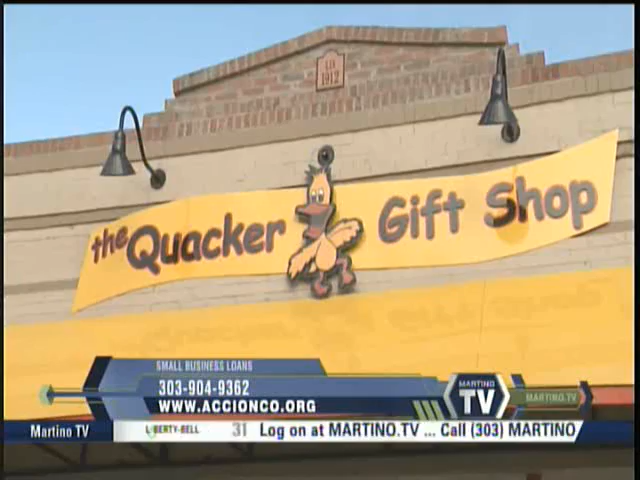 1912
the Quacker Gift Shop
SMALL BUSINESS LOANS
303-904-9362
WWW.ACCIONCO.ORG
MARTINO
TV
MARTINO.TV
Martino TV
LIBERTY-BELL 31 Log on at MARTINO.TV ... Call (303) MARTINO